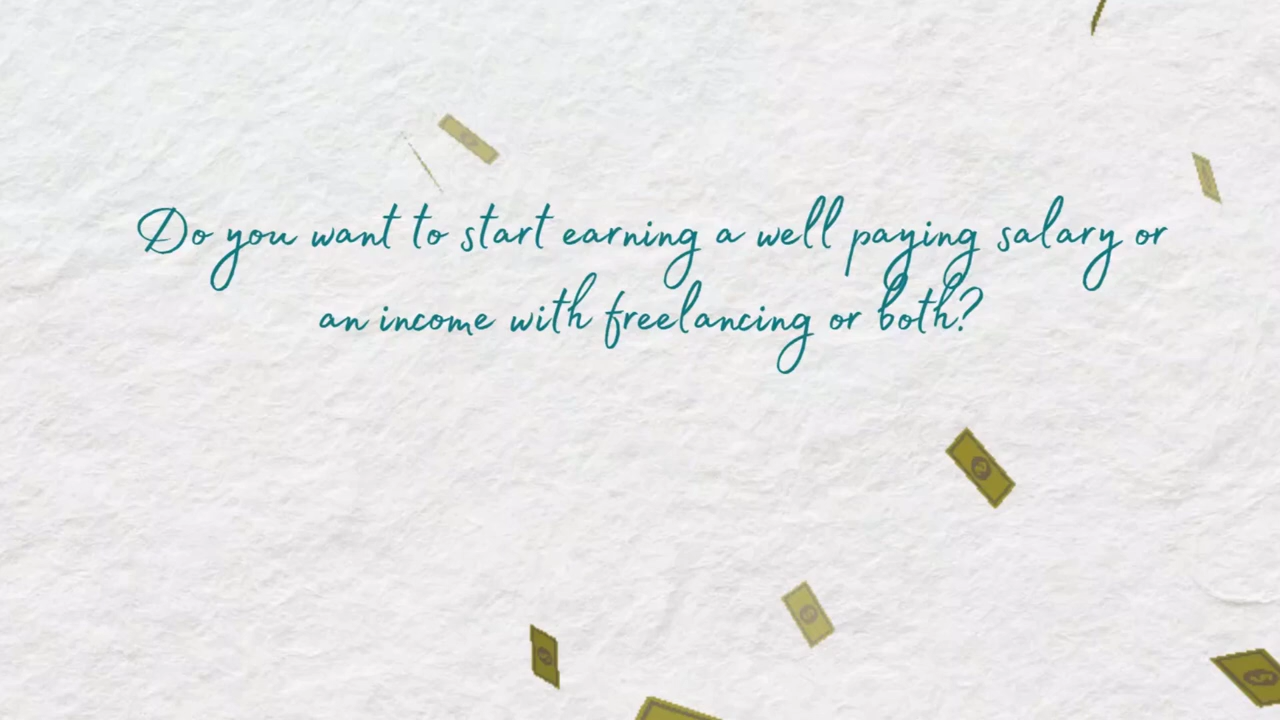 Do you want to start earning a well paying salary or
an income with freelancing or both?